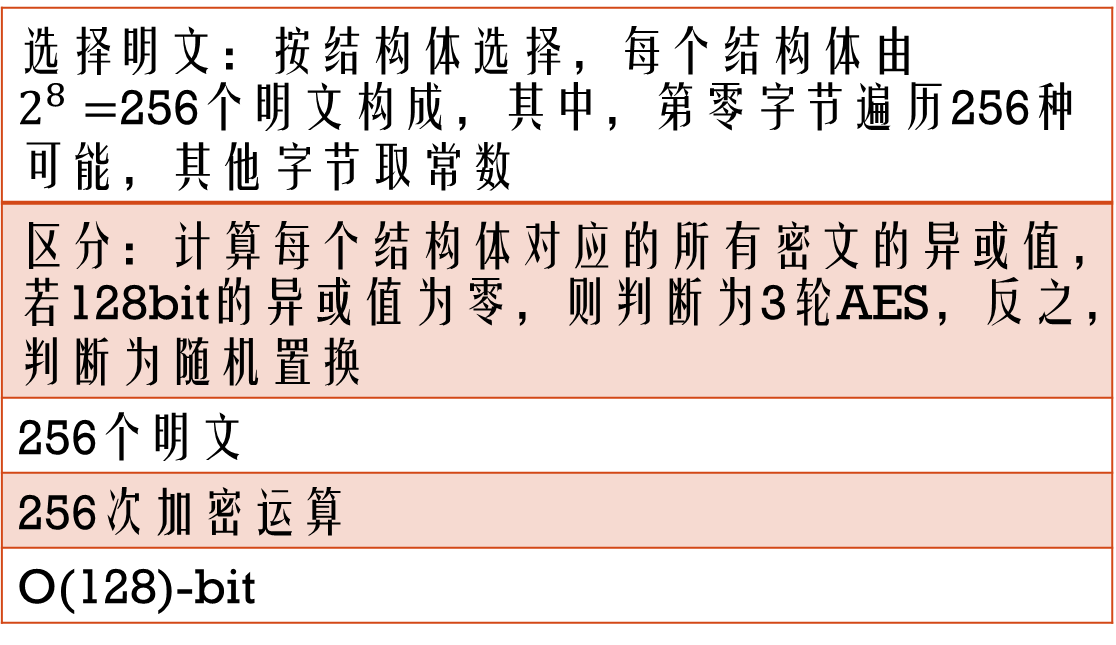 选择明文：按结构体选择，每个结构体由
2⁸ =256个明文构成，其中，第零字节遍历256种
可能，其他字节取常数
区分：计算每个结构体对应的所有密文的异或值，
若128bit的异或值为零，则判断为3轮AES，反之，
判断为随机置换
256个明文
256次加密运算
O(128)-bit